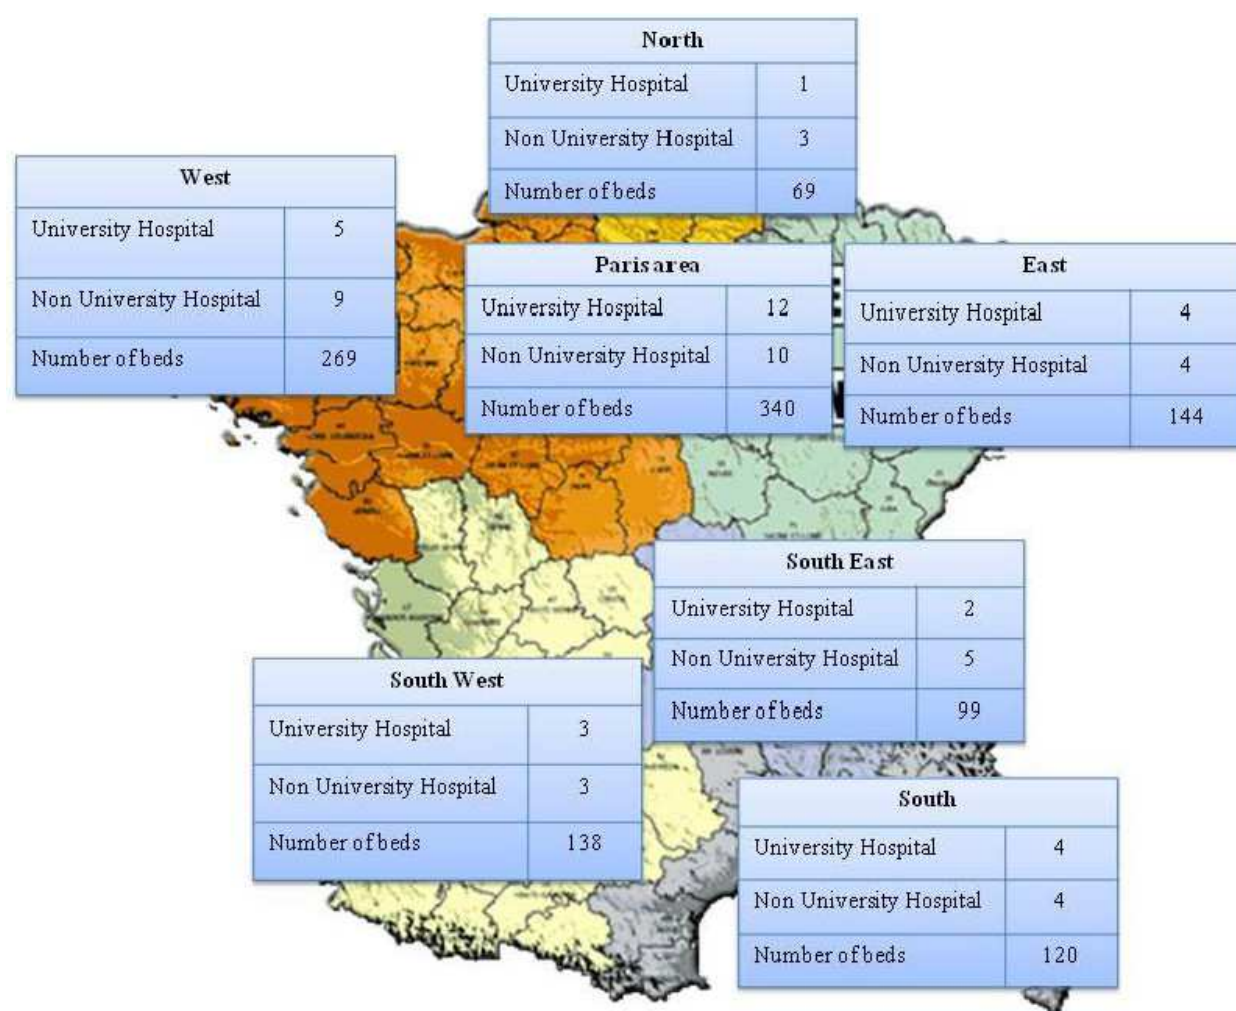 North
University Hospital 1
Non University Hospital 3
Number of beds 69
West
University Hospital 5
Non University Hospital 9
Number of beds 269
Paris area
University Hospital 12
Non University Hospital 10
Number of beds 340
East
University Hospital 4
Non University Hospital 4
Number of beds 144
South East
University Hospital 2
Non University Hospital 5
Number of beds 99
South West
University Hospital 3
Non University Hospital 3
Number of beds 138
South
University Hospital 4
Non University Hospital 4
Number of beds 120